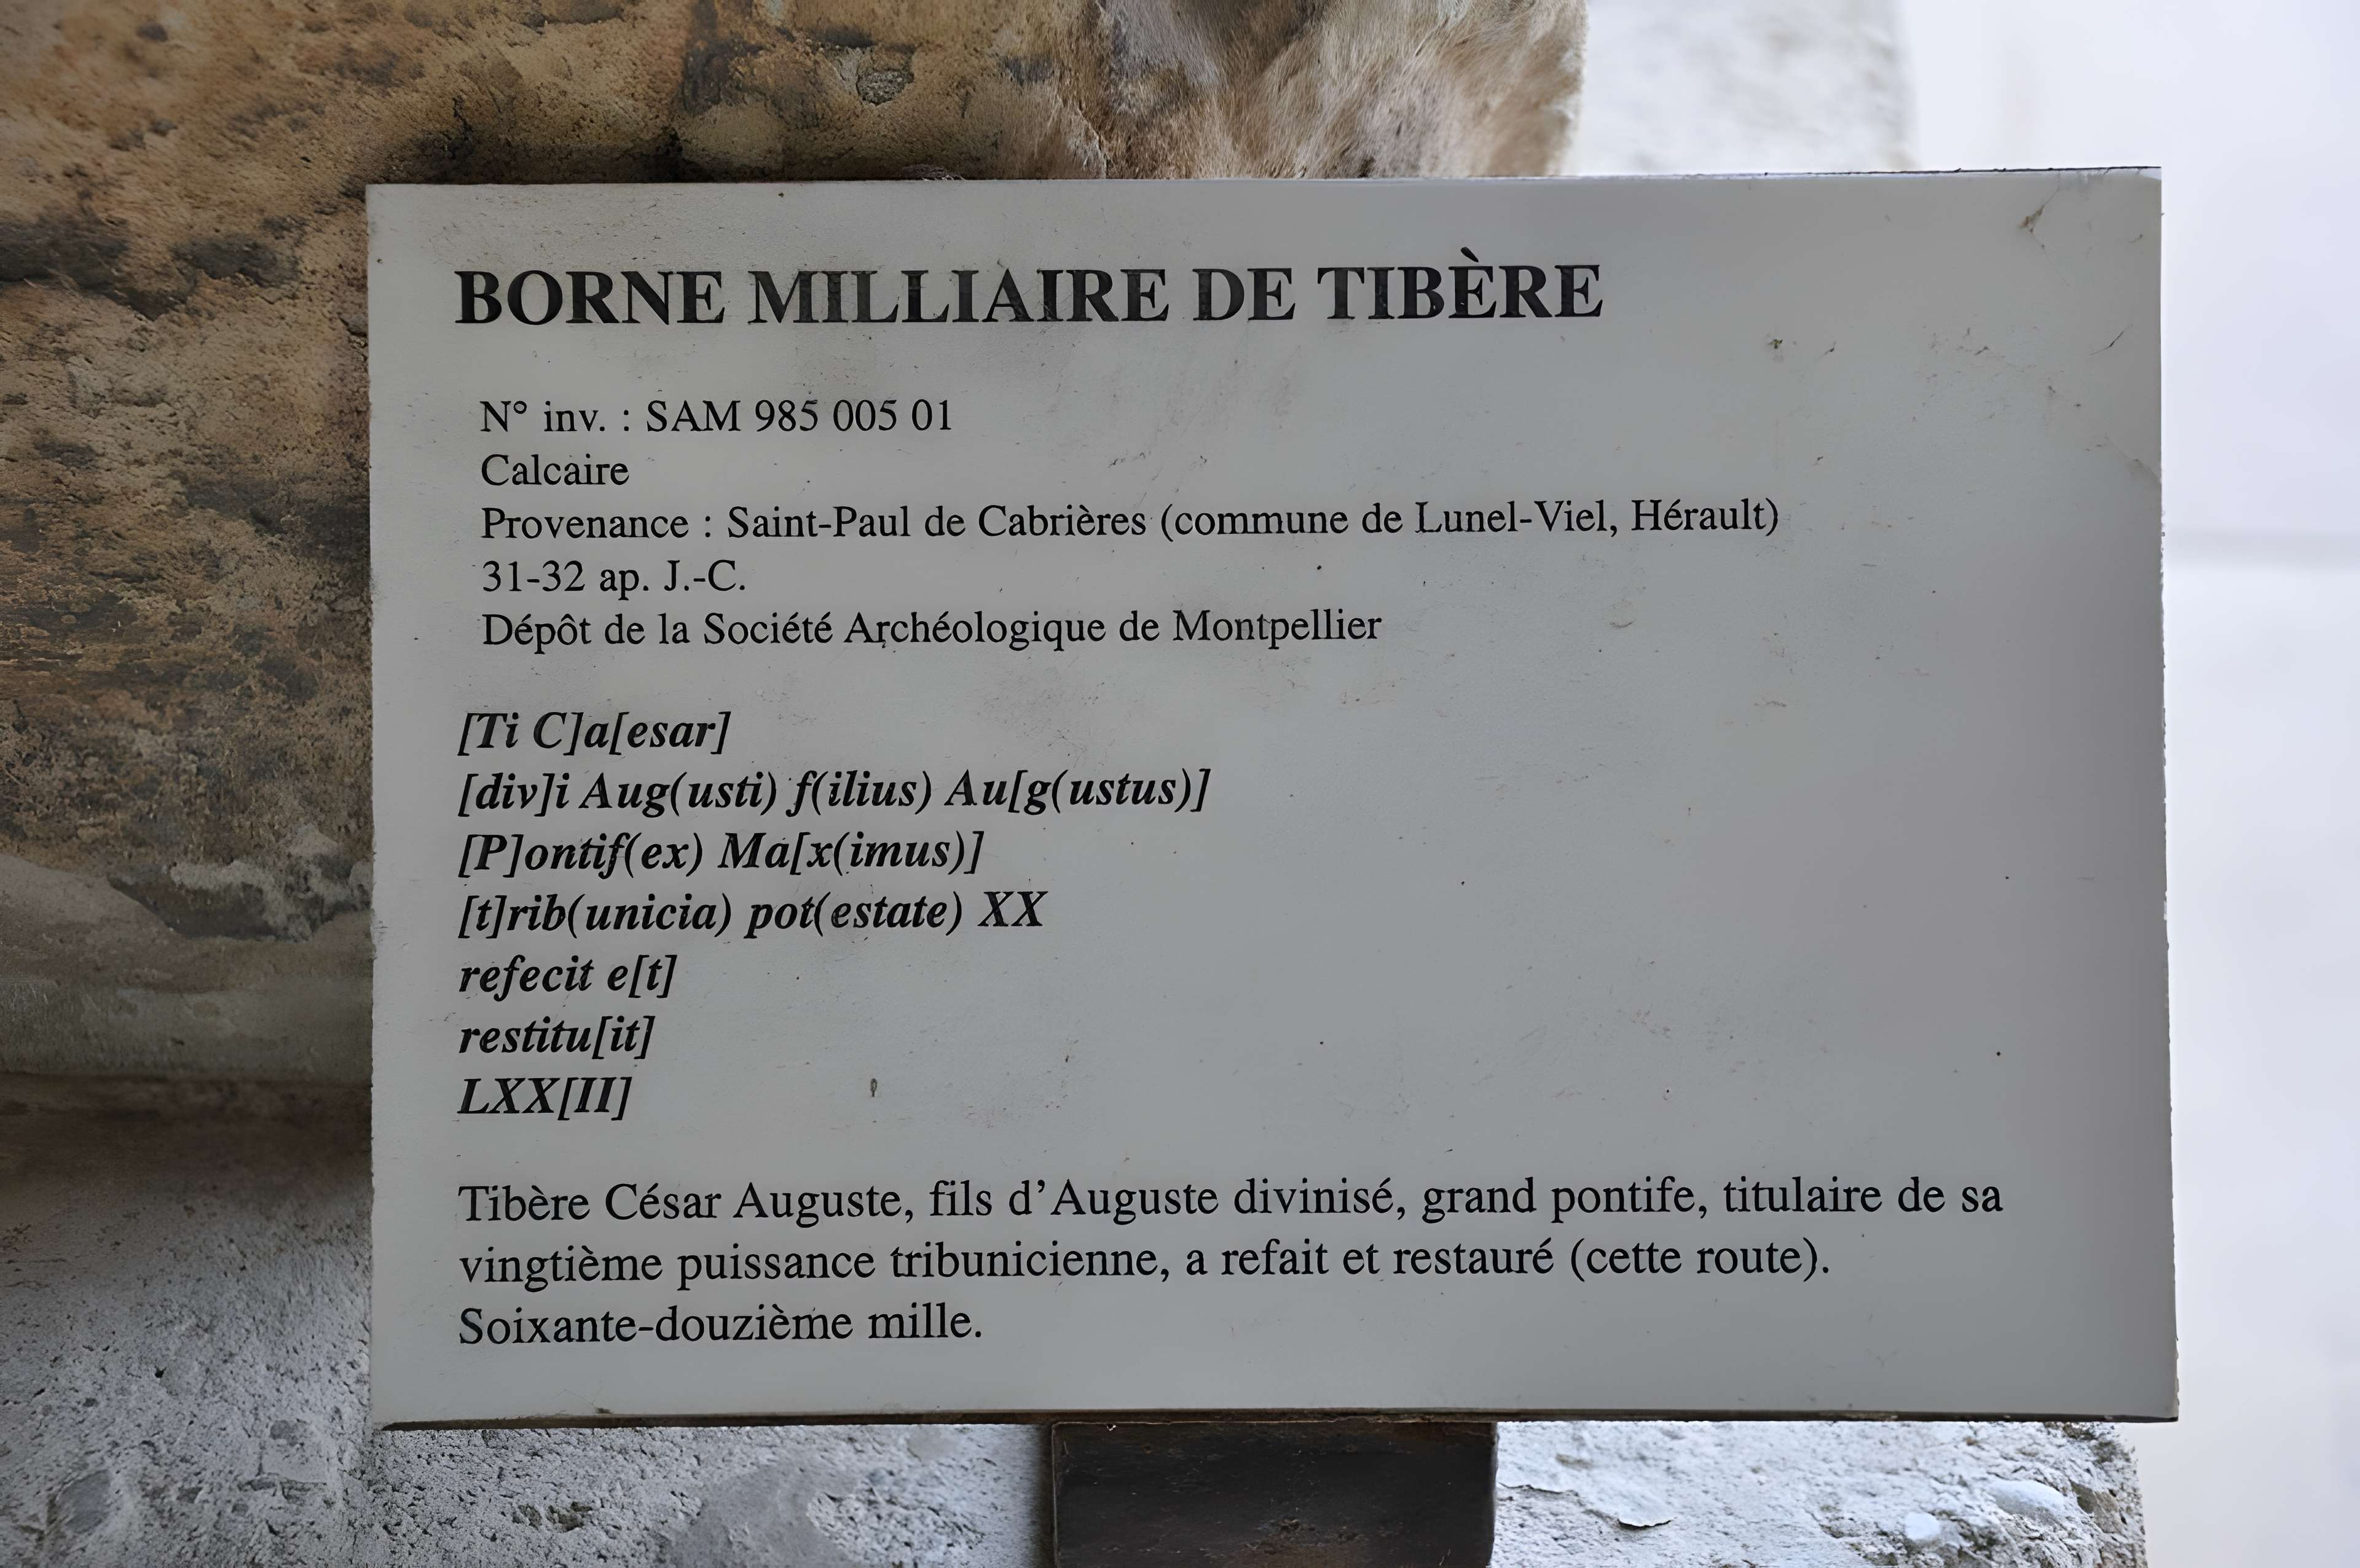 BORNE MILLIAIRE DE TIBÈRE
N° inv. : SAM 985 005 01
Calcaire
Provenance : Saint-Paul de Cabrières (commune de Lunel-Viel, Hérault)
31-32 ap. J.-C.
Dépôt de la Société Archéologique de Montpellier
[Ti C]a[esar]
[div]i Aug(usti) f(ilius) Au[g(ustus)]
[P]ontif(ex) Ma[x(imus)]
[t]rib(unicia) pot(estate) XX
refecit e[t]
restitu[it]
LXX[II]
Tibère César Auguste, fils d’Auguste divinisé, grand pontife, titulaire de sa
vingtième puissance tribunicienne, a refait et restauré (cette route).
Soixante-douzième mille.